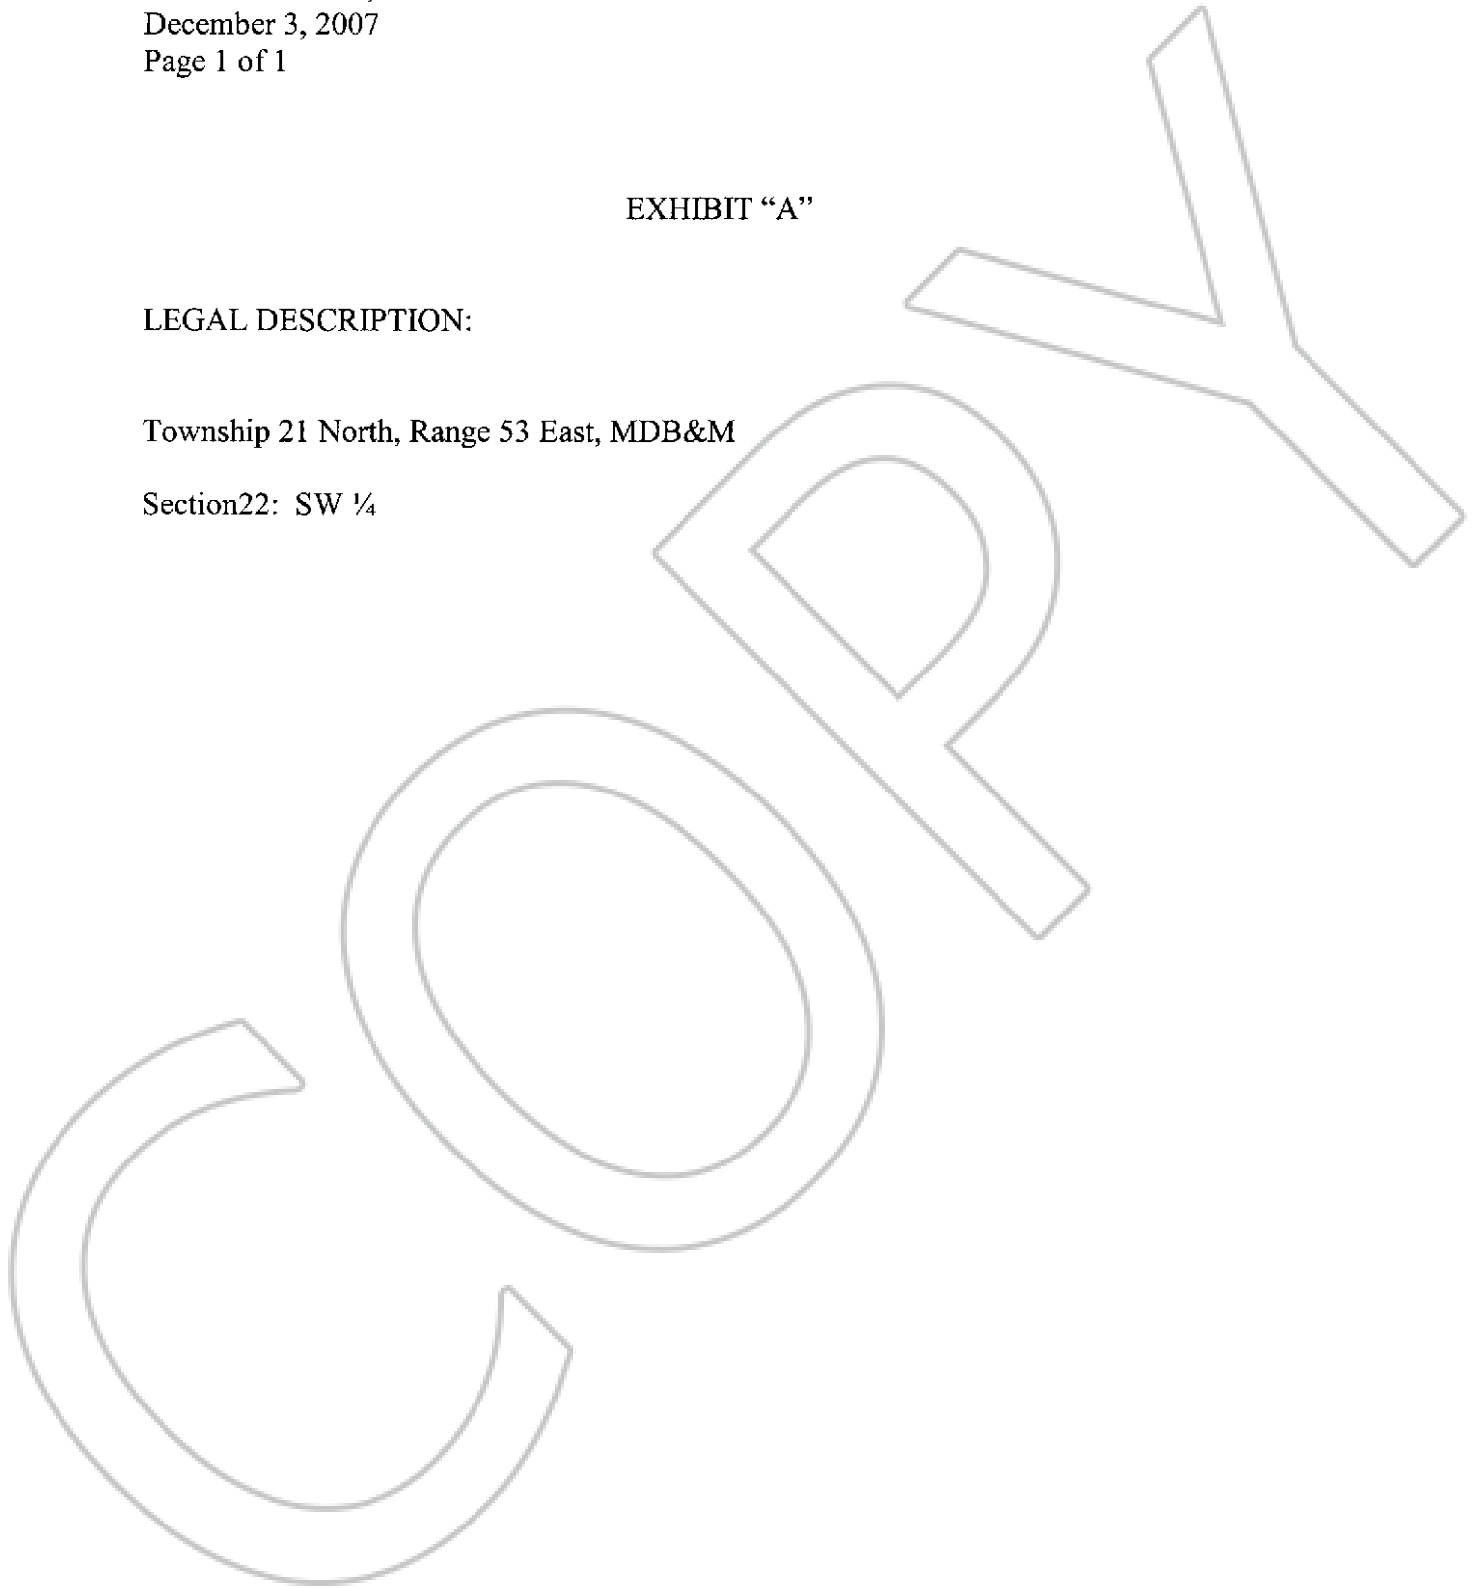 December 3, 2007
Page 1 of 1
EXHIBIT “A”
LEGAL DESCRIPTION:
Township 21 North, Range 53 East, MDB&M
Section22: SW ¼
COPY